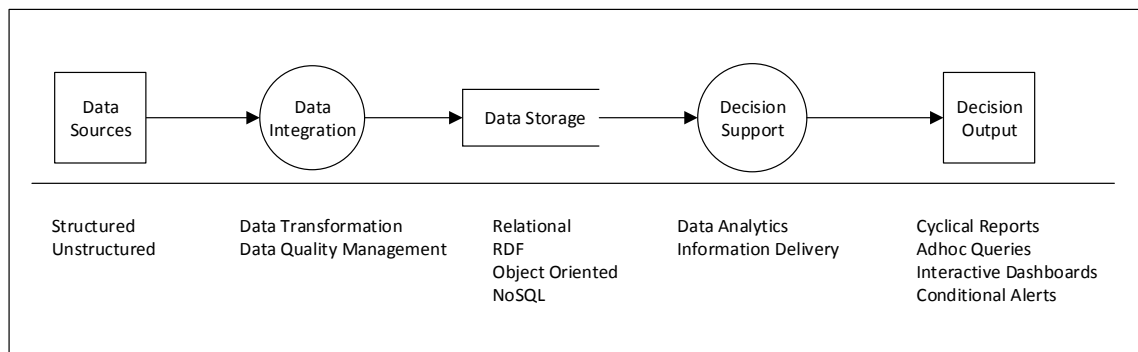 Data
Sources
Data
Integration
Data Storage
Decision
Support
Decision
Output
Structured
Unstructured
Data Transformation
Data Quality Management
Relational
RDF
Object Oriented
NoSQL
Data Analytics
Information Delivery
Cyclical Reports
Adhoc Queries
Interactive Dashboards
Conditional Alerts